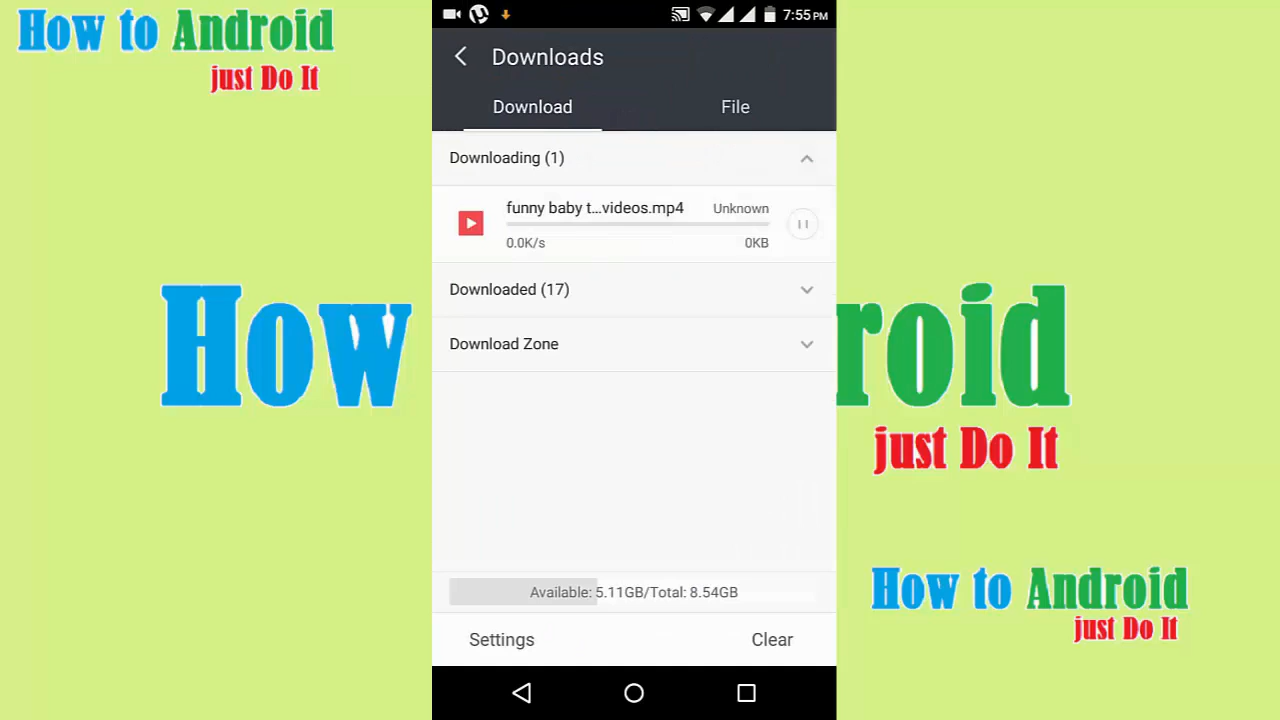 How to Android
just Do It
7:55 PM
Downloads
Download
File
Downloading (1)
funny baby t...videos.mp4
Unknown
0.0K/s
0KB
Downloaded (17)
How
roid
Download Zone
just Do It
Available: 5.11GB/Total: 8.54GB
How to Android
just Do It
Settings
Clear